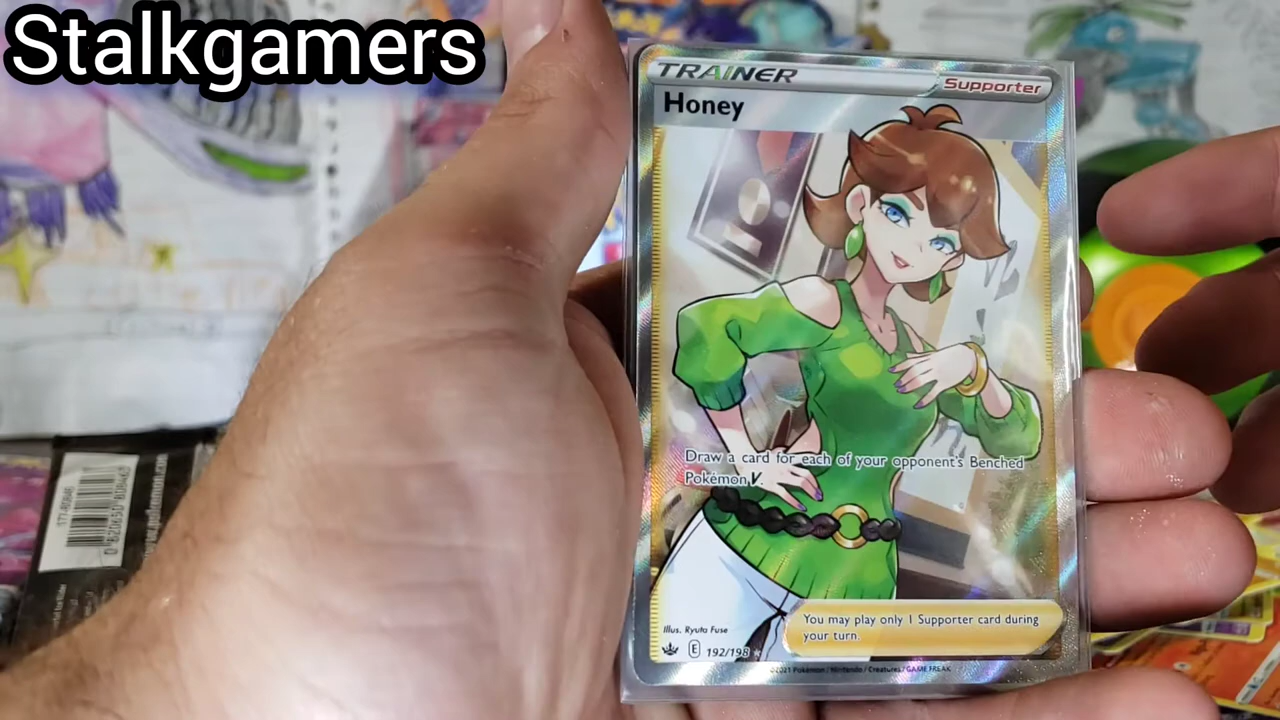 Stalkgamers
TRAINER
Supporter
Honey
Draw a card for each of your opponent's Benched
Pokémon V.
You may play only 1 Supporter card during
your turn.
Illus. Ryuta Fuse
E 192/198
©2021 Pokémon / Nintendo / Creatures / GAME FREAK